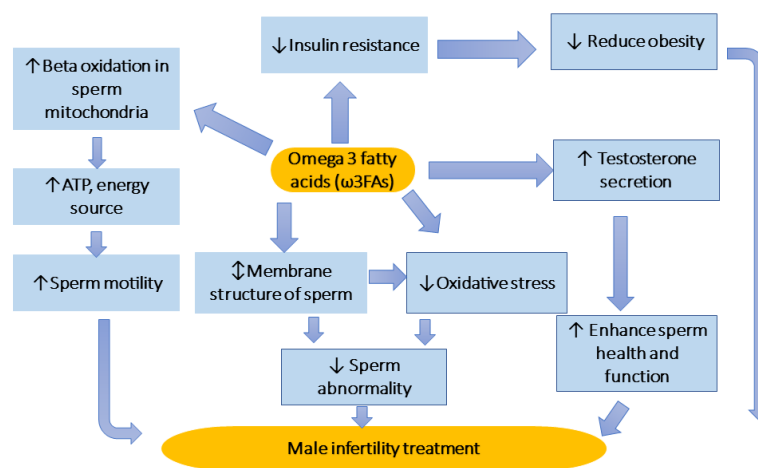 ↓ Insulin resistance
↓ Reduce obesity
↑ Beta oxidation in
sperm
mitochondria
Omega 3 fatty
acids (ω3FAs)
↑ Testosterone
secretion
↑ ATP, energy
source
↑ Sperm motility
↕ Membrane
structure of sperm
↓ Oxidative stress
↑ Enhance sperm
health and
function
↓ Sperm
abnormality
Male infertility treatment